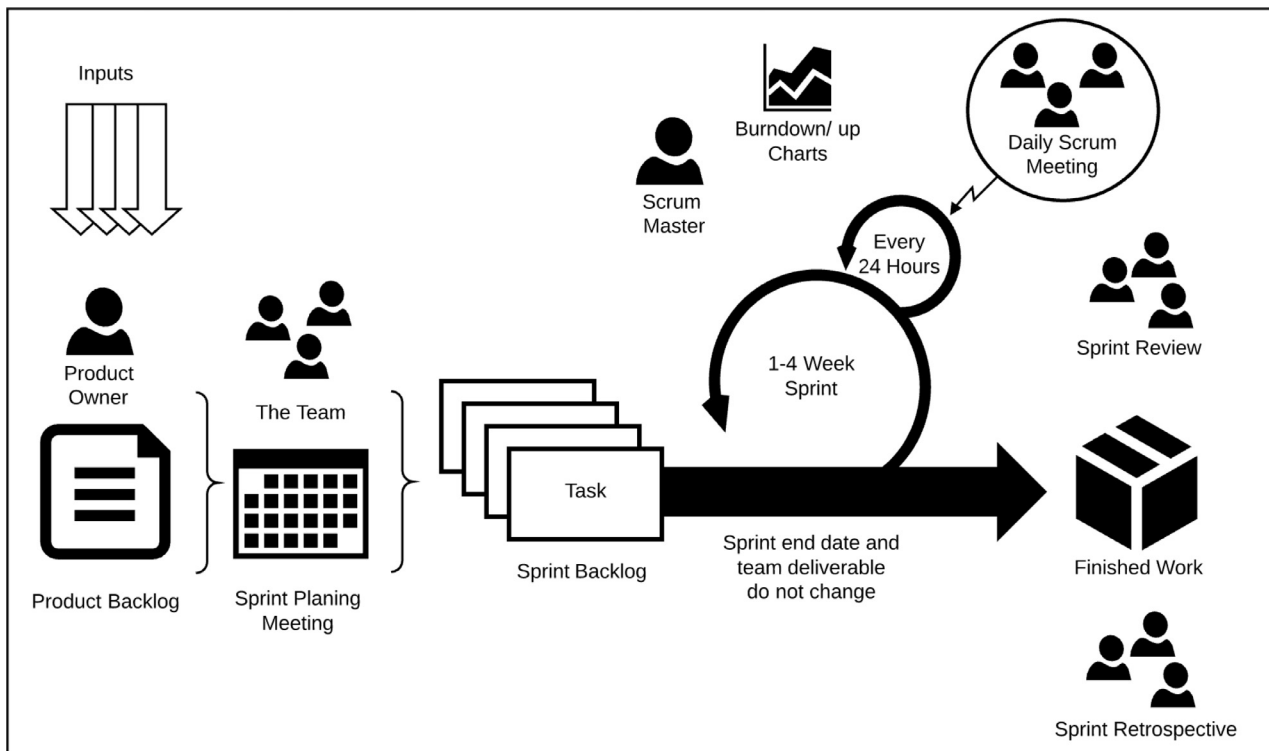 Inputs
Product
Owner
Product Backlog
The Team
Sprint Planing
Meeting
Task
Sprint Backlog
Scrum
Master
Burndown/ up
Charts
Daily Scrum
Meeting
Every
24 Hours
1-4 Week
Sprint
Sprint end date and
team deliverable
do not change
Sprint Review
Finished Work
Sprint Retrospective